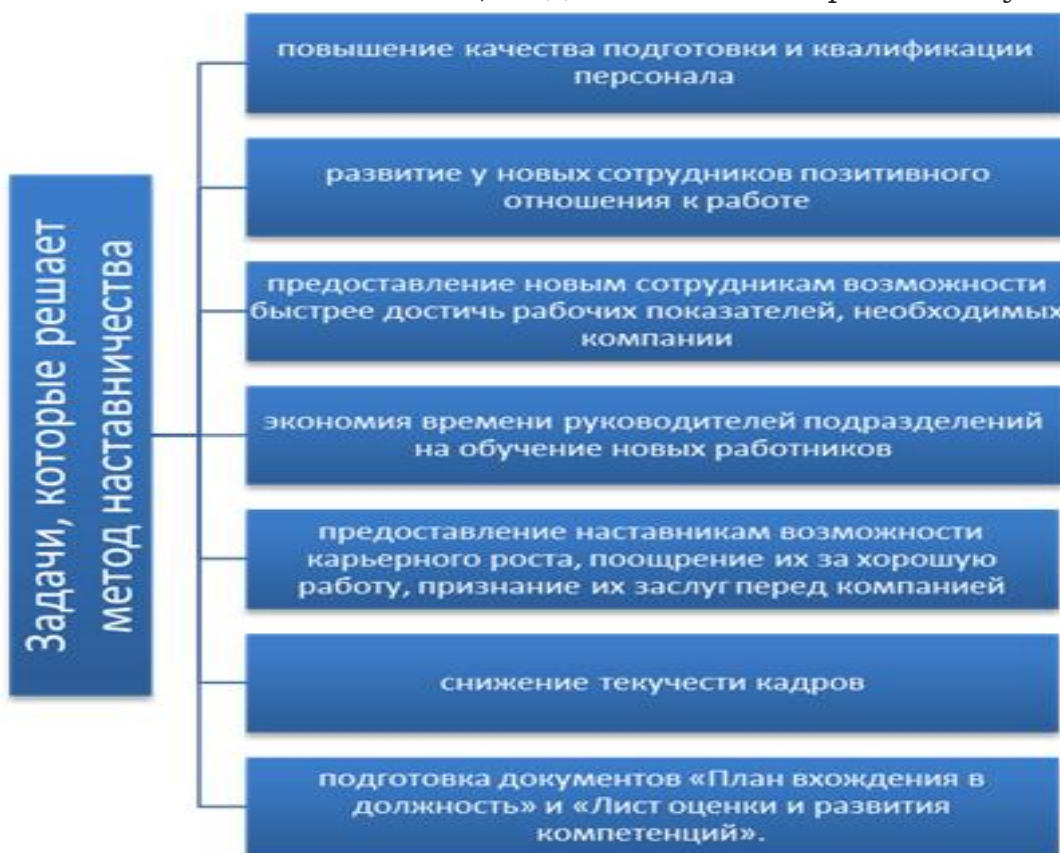 Задачи, которые решает
метод наставничества
повышение качества подготовки и квалификации
персонала
развитие у новых сотрудников позитивного
отношения к работе
предоставление новым сотрудникам возможности
быстрее достичь рабочих показателей, необходимых
компании
экономия времени руководителей подразделений
на обучение новых работников
предоставление наставникам возможности
карьерного роста, поощрение их за хорошую
работу, признание их заслуг перед компанией
снижение текучести кадров
подготовка документов «План вхождения в
должность» и «Лист оценки и развития
компетенций».